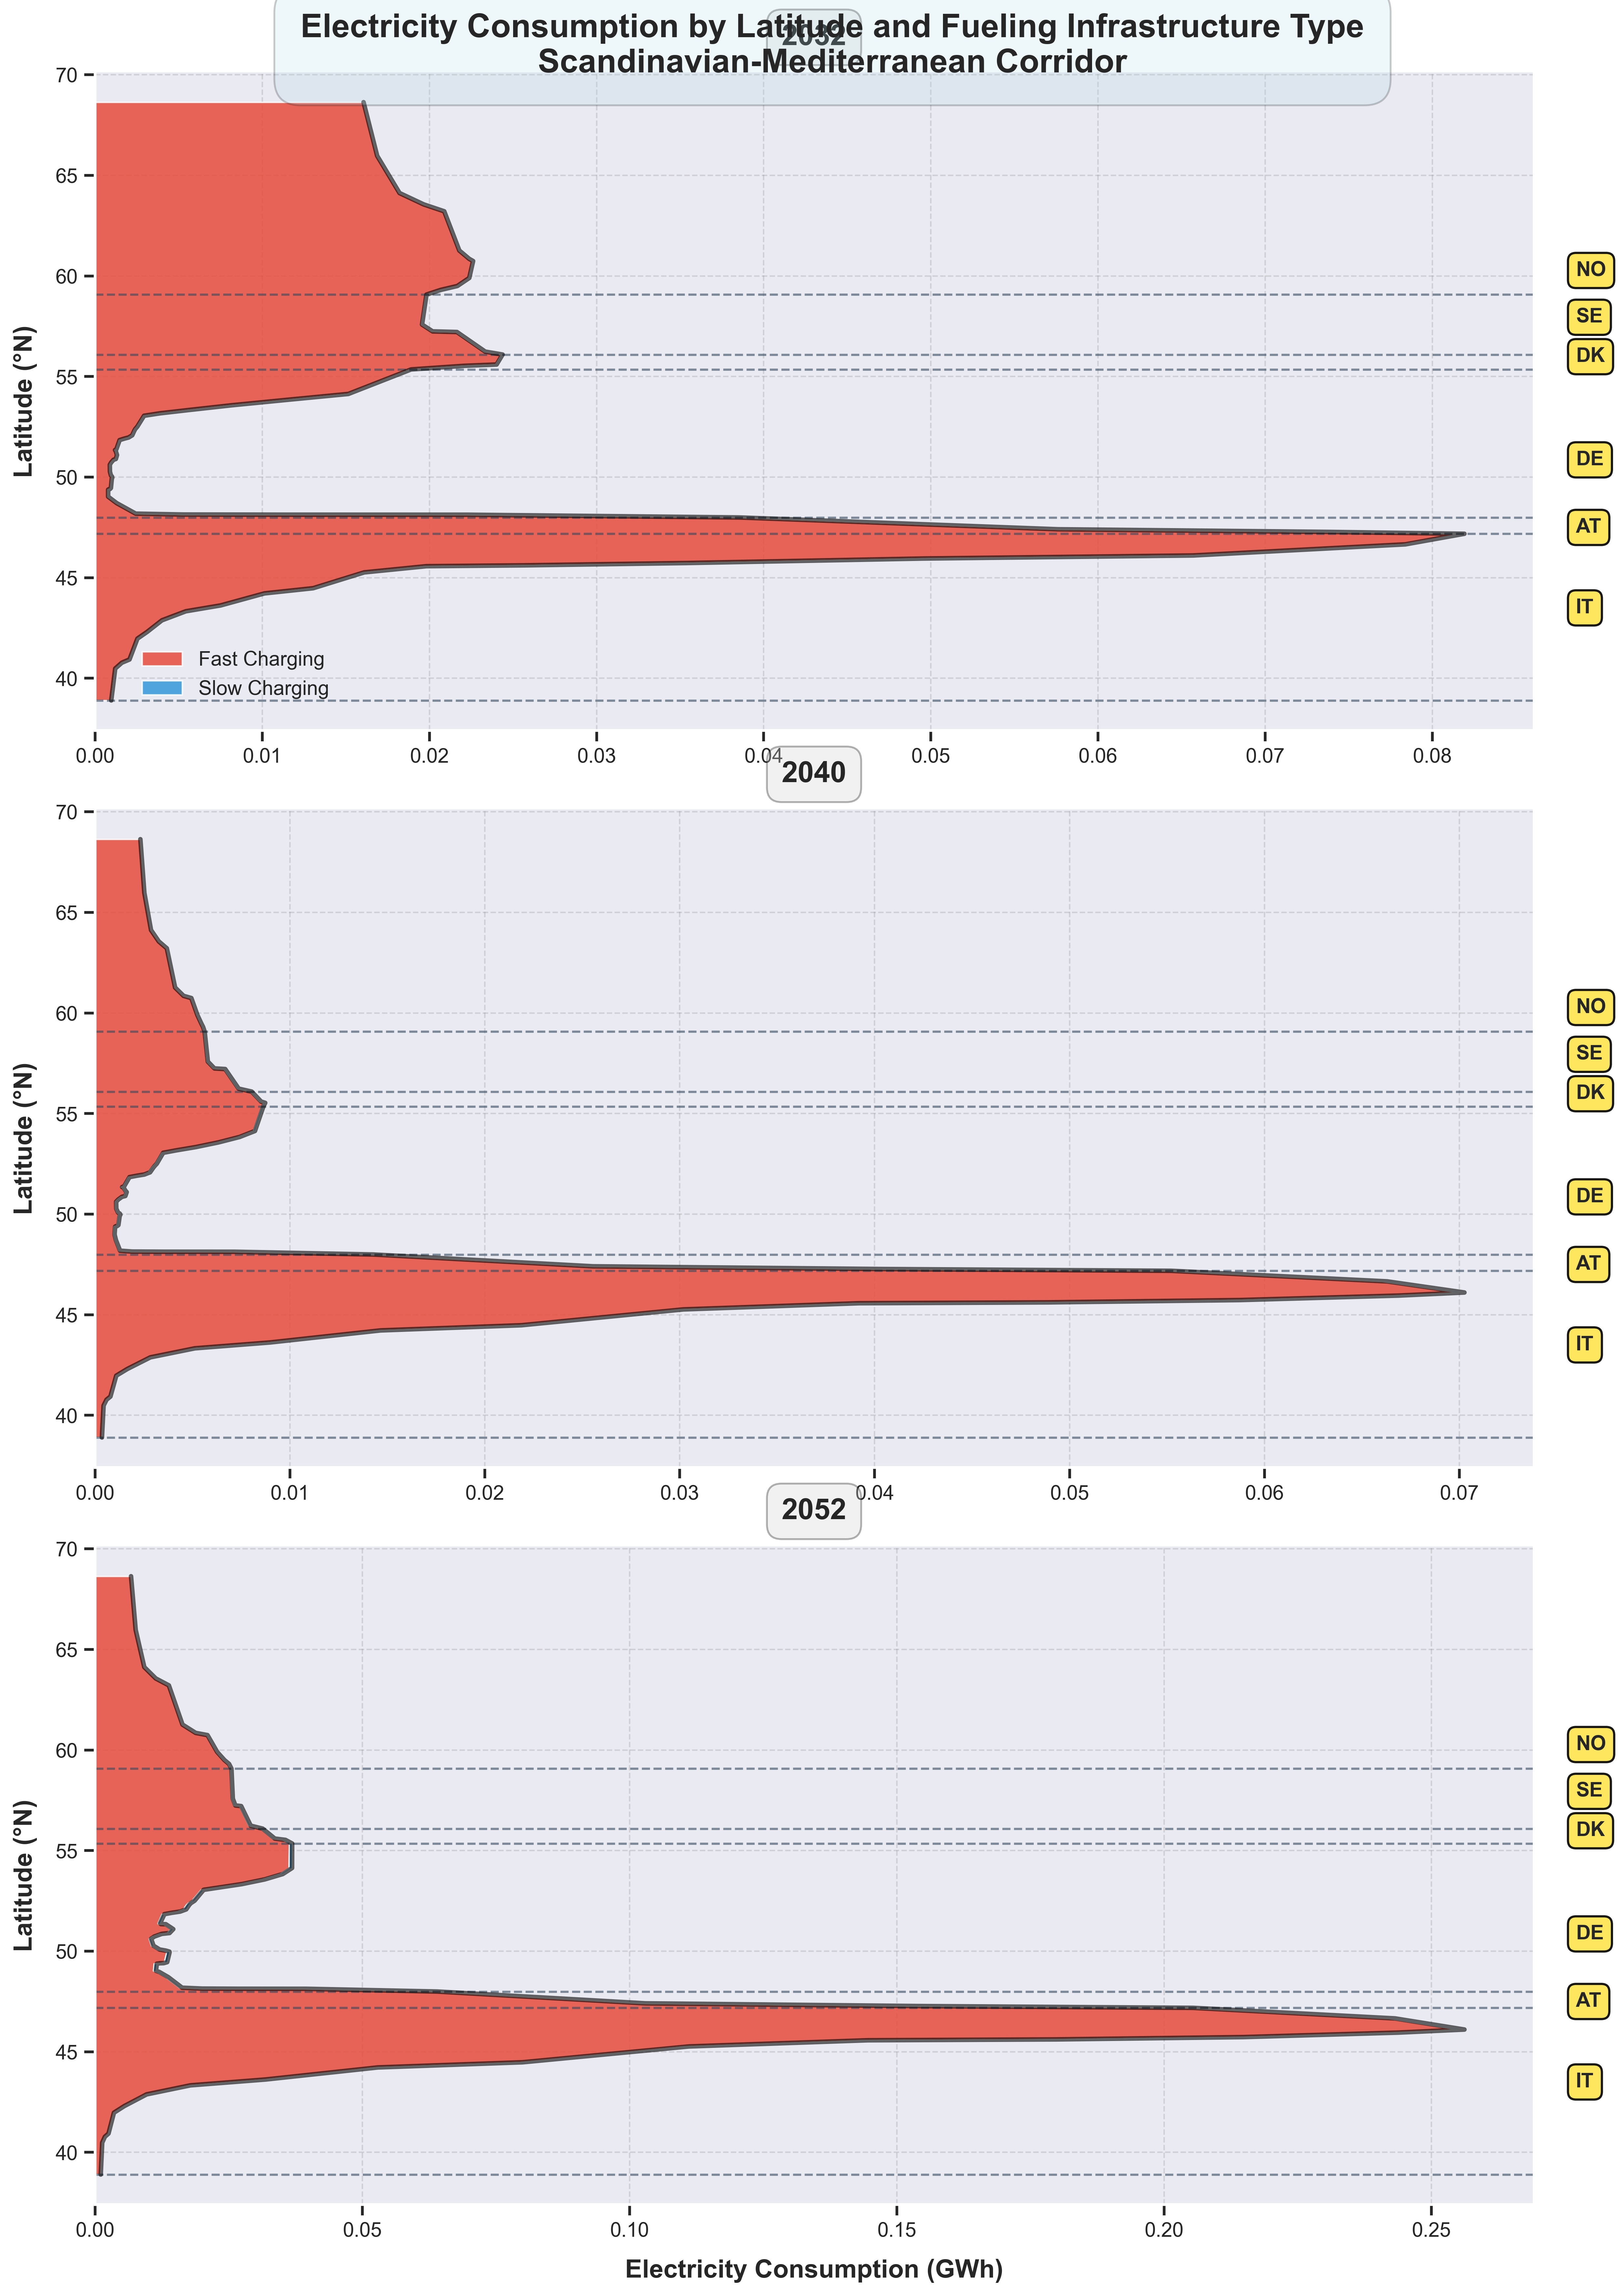 Electricity Consumption by Latitude and Fueling Infrastructure Type
Scandinavian-Mediterranean Corridor
2032
70
65
60
55
50
45
40
Latitude (°N)
NO
SE
DK
DE
AT
IT
Fast Charging
Slow Charging
0.00 0.01 0.02 0.03 0.04 0.05 0.06 0.07 0.08
2040
70
65
60
55
50
45
40
Latitude (°N)
NO
SE
DK
DE
AT
IT
0.00 0.01 0.02 0.03 0.04 0.05 0.06 0.07
2052
70
65
60
55
50
45
40
Latitude (°N)
NO
SE
DK
DE
AT
IT
0.00 0.05 0.10 0.15 0.20 0.25
Electricity Consumption (GWh)